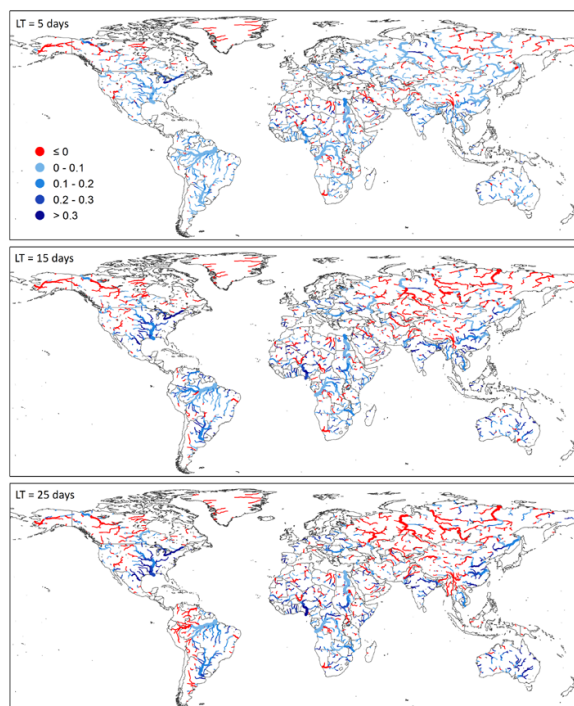 LT = 5 days
≤ 0
0 - 0.1
0.1 - 0.2
0.2 - 0.3
> 0.3
LT = 15 days
LT = 25 days